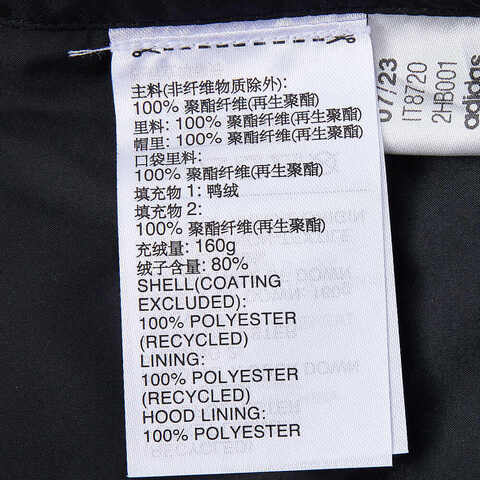 主料(非纤维物质除外):
100% 聚酯纤维(再生聚酯)
里料: 100% 聚酯纤维(再生聚酯)
帽里: 100% 聚酯纤维(再生聚酯)
口袋里料:
100% 聚酯纤维(再生聚酯)
填充物 1: 鸭绒
填充物 2:
100% 聚酯纤维(再生聚酯)
充绒量: 160g
绒子含量: 80%
SHELL(COATING
EXCLUDED):
100% POLYESTER
(RECYCLED)
LINING:
100% POLYESTER
(RECYCLED)
HOOD LINING:
100% POLYESTER
07/23
IT8720
2HB001
adidas